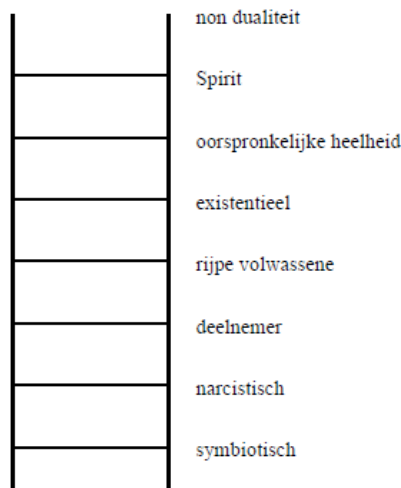 non dualiteit
Spirit
oorspronkelijke heelheid
existentieel
rijpe volwassene
deelnemer
narcistisch
symbiotisch